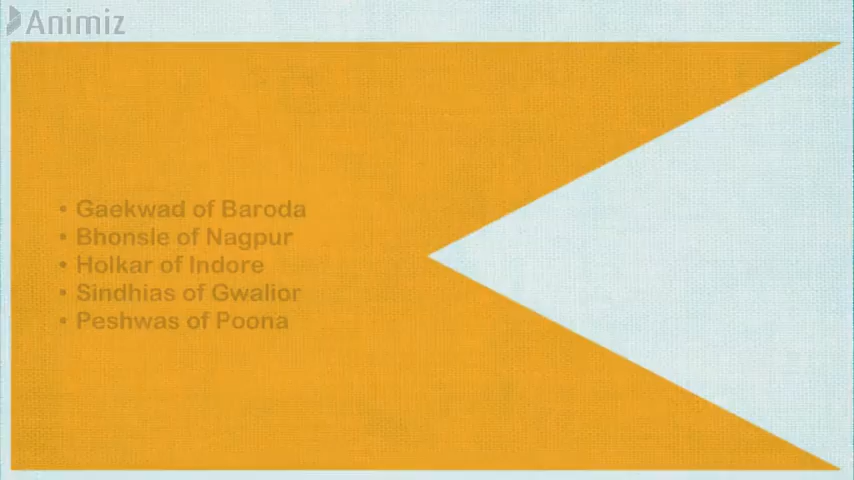 Animiz
• Gaekwad of Baroda
• Bhonsle of Nagpur
• Holkar of Indore
• Sindhias of Gwalior
• Peshwas of Poona